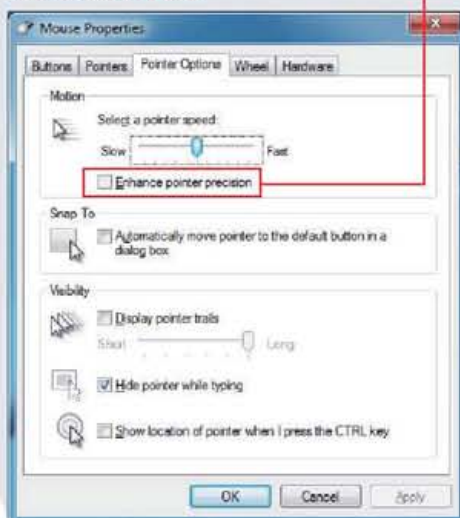 Mouse Properties
Buttons Pointers Pointer Options Wheel Hardware
Motion
Select a pointer speed:
Slow Fast
Enhance pointer precision
Snap To
Automatically move pointer to the default button in a
dialog box
Visibility
Display pointer trails
Short Long
Hide pointer while typing
Show location of pointer when I press the CTRL key
OK Cancel Apply